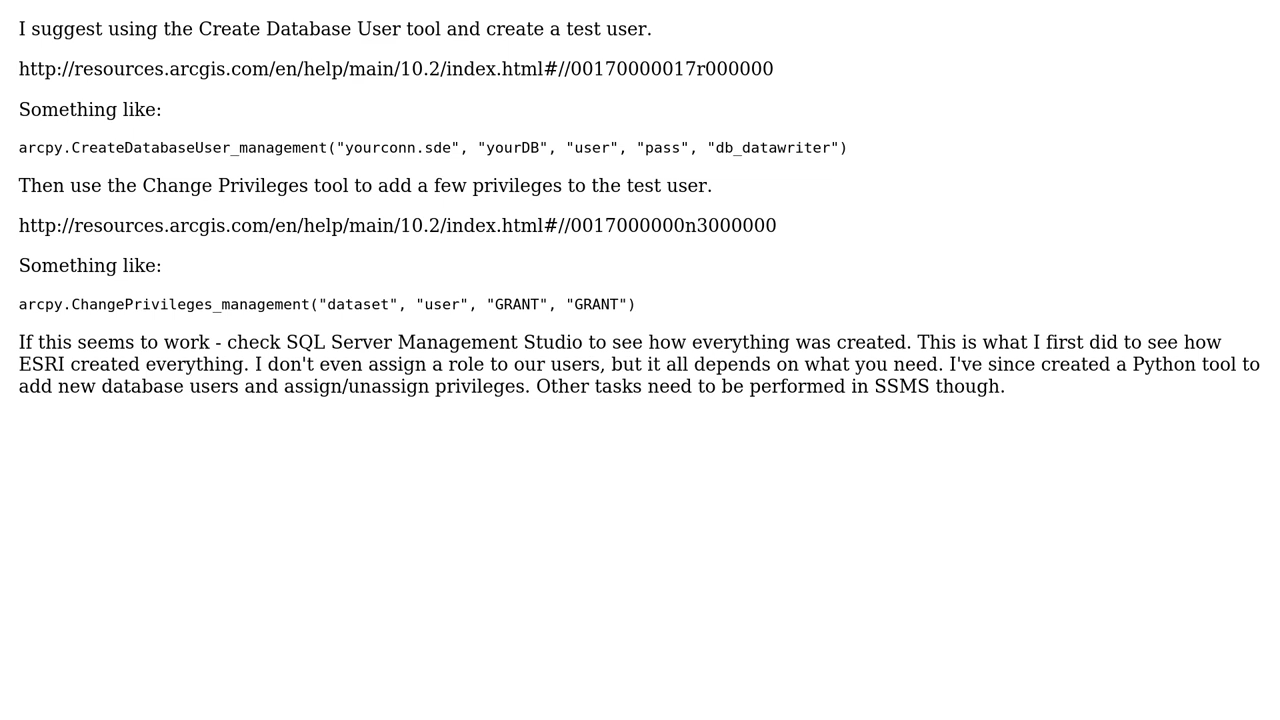 I suggest using the Create Database User tool and create a test user.
http://resources.arcgis.com/en/help/main/10.2/index.html#//00170000017r000000
Something like:
arcpy.CreateDatabaseUser_management("yourconn.sde", "yourDB", "user", "pass", "db_datawriter")
Then use the Change Privileges tool to add a few privileges to the test user.
http://resources.arcgis.com/en/help/main/10.2/index.html#//0017000000n3000000
Something like:
arcpy.ChangePrivileges_management("dataset", "user", "GRANT", "GRANT")
If this seems to work - check SQL Server Management Studio to see how everything was created. This is what I first did to see how
ESRI created everything. I don't even assign a role to our users, but it all depends on what you need. I've since created a Python tool to
add new database users and assign/unassign privileges. Other tasks need to be performed in SSMS though.